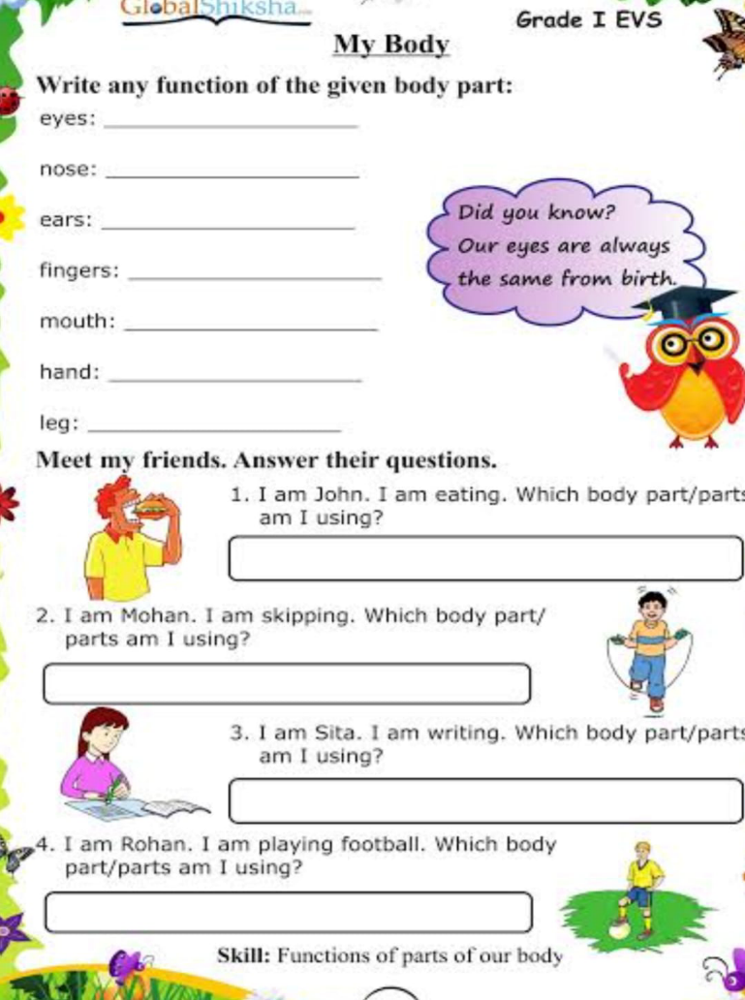 GlobalShiksha
Grade I EVS
My Body
Write any function of the given body part:
eyes:
nose:
ears:
fingers:
mouth:
hand:
leg:
Did you know?
Our eyes are always
the same from birth.
Meet my friends. Answer their questions.
1. I am John. I am eating. Which body part/parts
am I using?
2. I am Mohan. I am skipping. Which body part/
parts am I using?
3. I am Sita. I am writing. Which body part/parts
am I using?
4. I am Rohan. I am playing football. Which body
part/parts am I using?
Skill: Functions of parts of our body